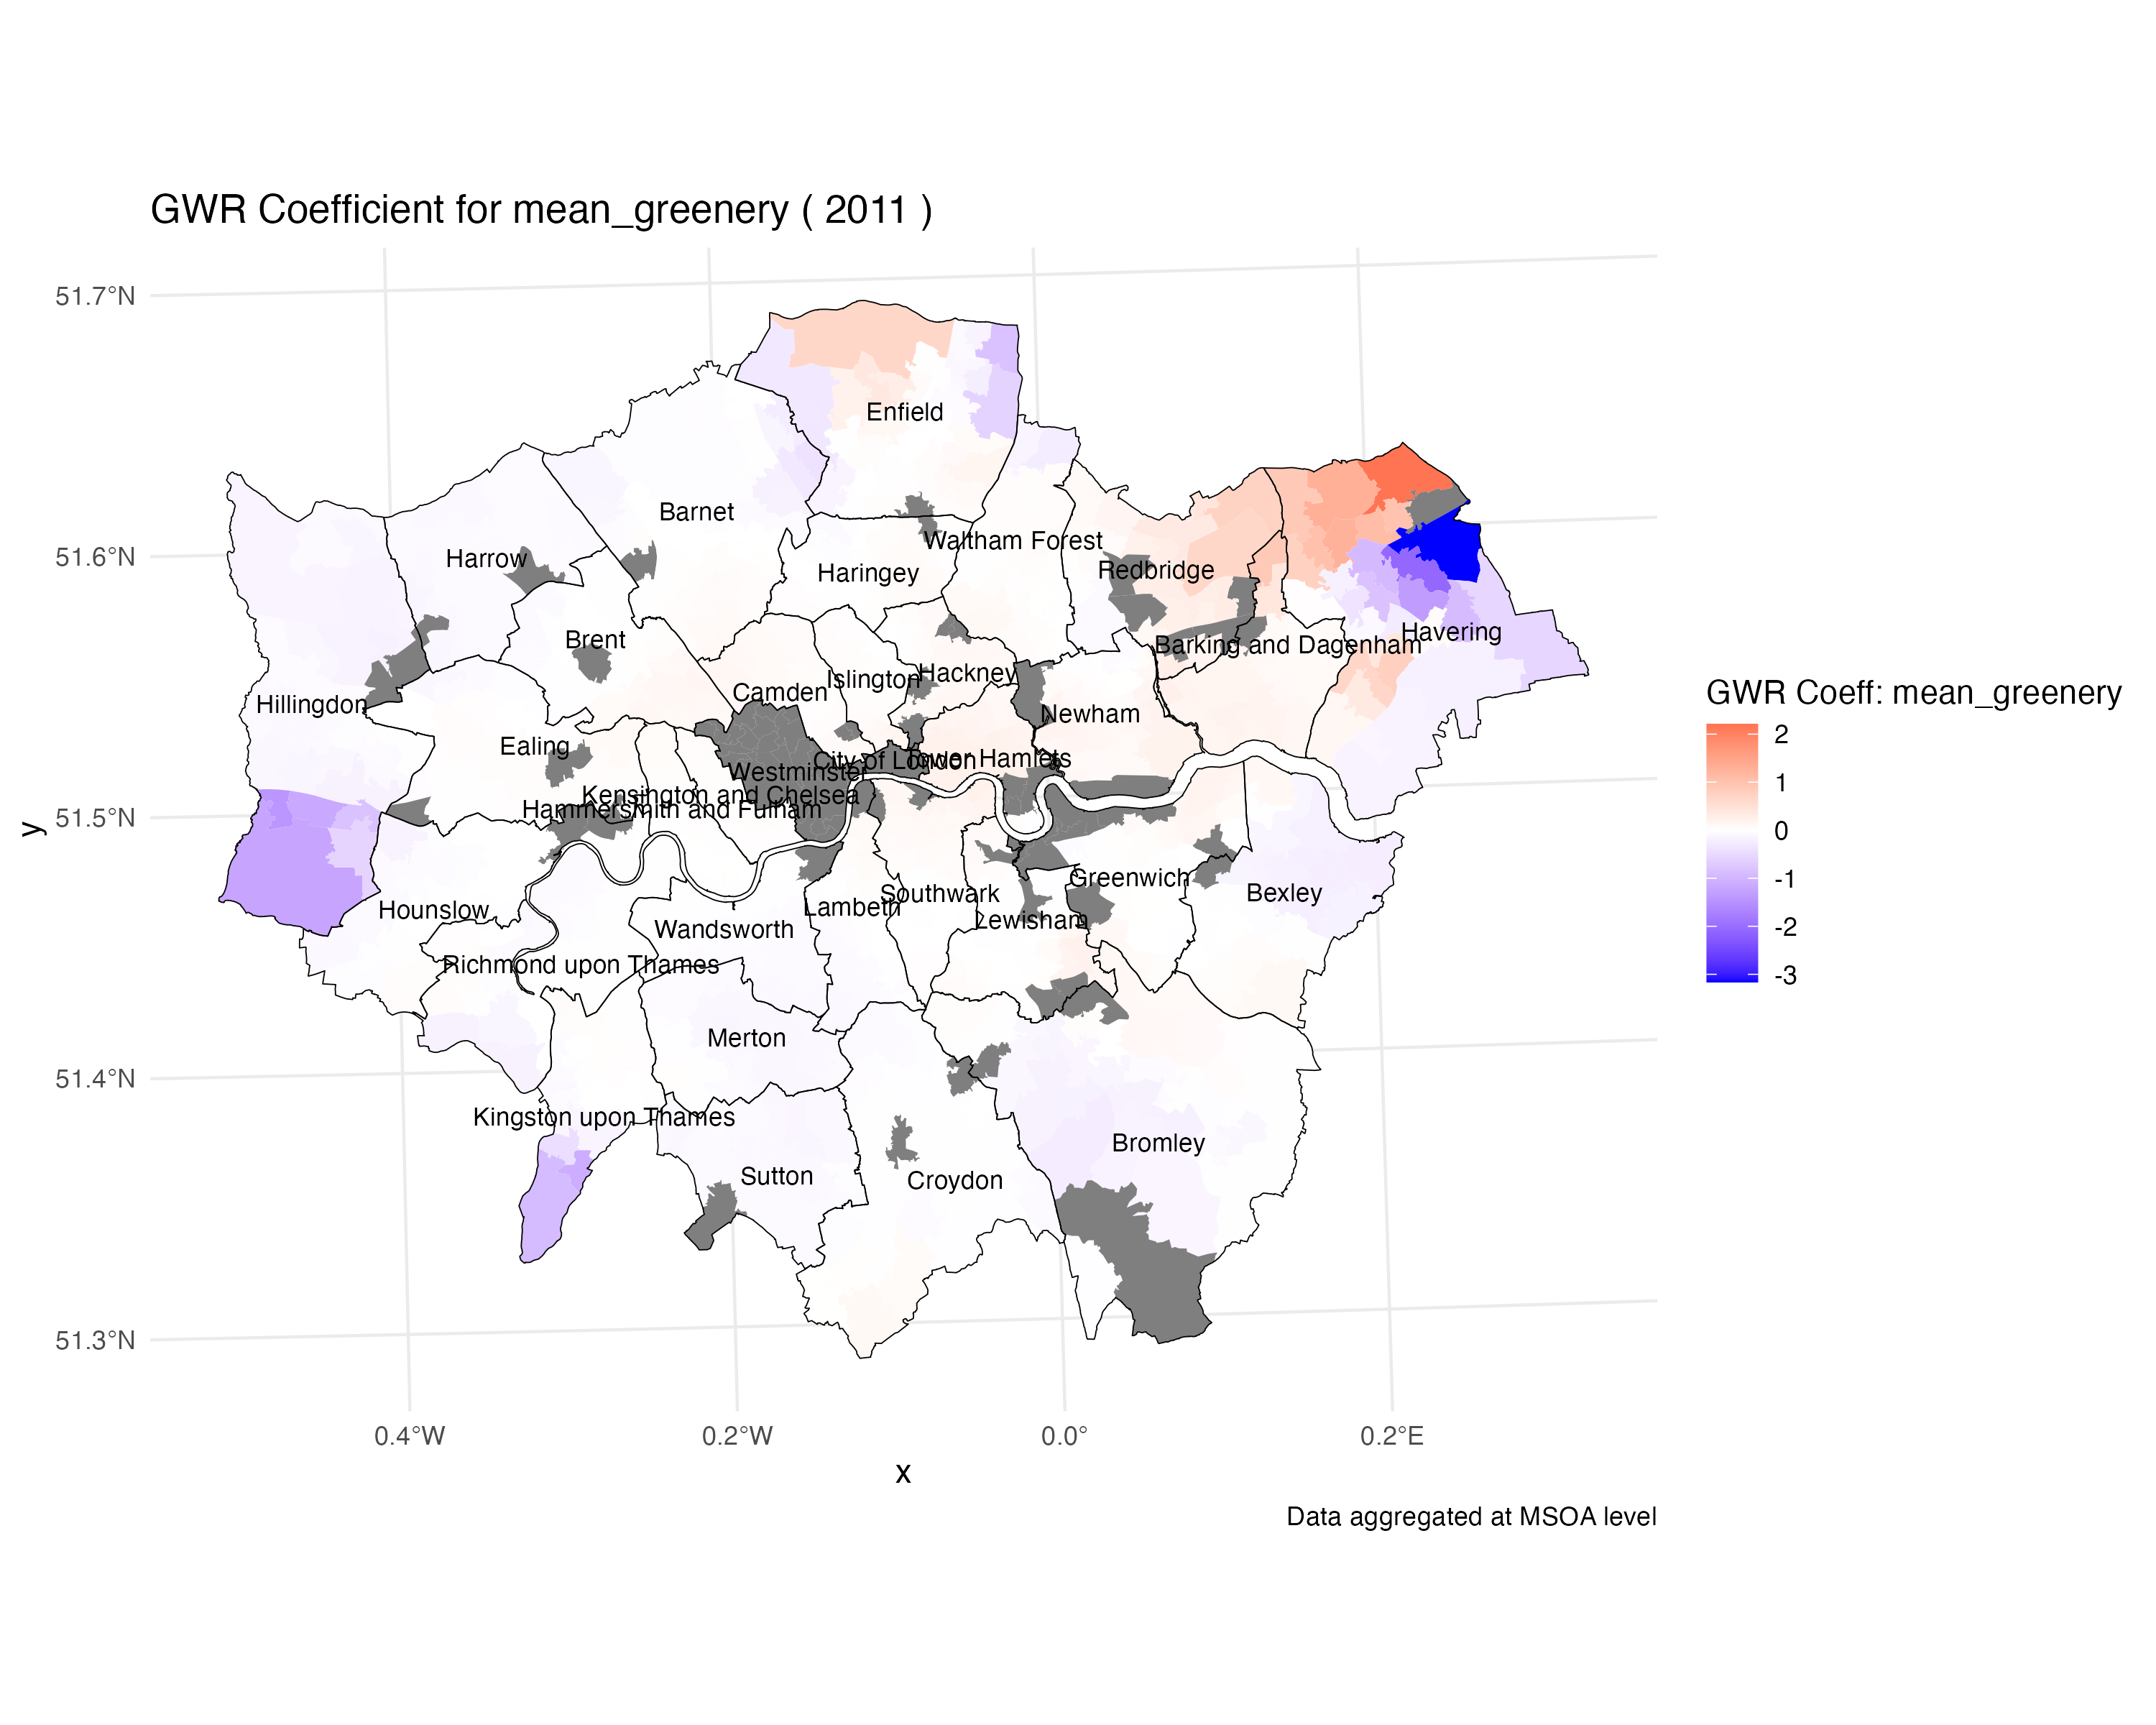 GWR Coefficient for mean_greenery ( 2011 )
51.7°N
Enfield
Barnet
51.6°N
Waltham Forest
Harrow
Haringey
Redbridge
Havering
Brent
Barking and Dagenham
Hackney
Islington
Camden
Hillingdon
Newham
GWR Coeff: mean_greenery
2
1
0
-1
-2
-3
Ealing
City of London
Tower Hamlets
Westminster
Kensington and Chelsea
Hammersmith and Fulham
51.5°N
y
Greenwich
Bexley
Southwark
Lambeth
Hounslow
Lewisham
Wandsworth
Richmond upon Thames
Merton
51.4°N
Kingston upon Thames
Bromley
Sutton
Croydon
51.3°N
0.4°W
0.2°W
0.0°
0.2°E
x
Data aggregated at MSOA level